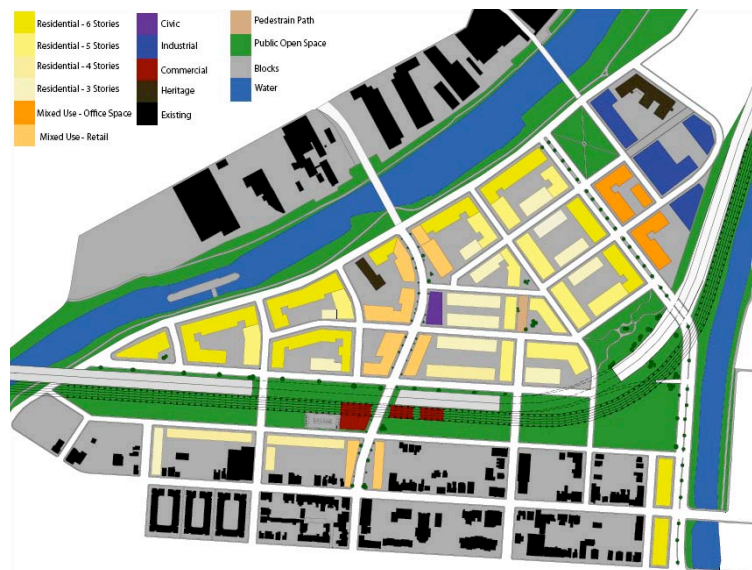 Residential - 6 Stories
Residential - 5 Stories
Residential - 4 Stories
Residential - 3 Stories
Mixed Use - Office Space
Mixed Use - Retail
Civic
Industrial
Commercial
Heritage
Existing
Pedestrain Path
Public Open Space
Blocks
Water